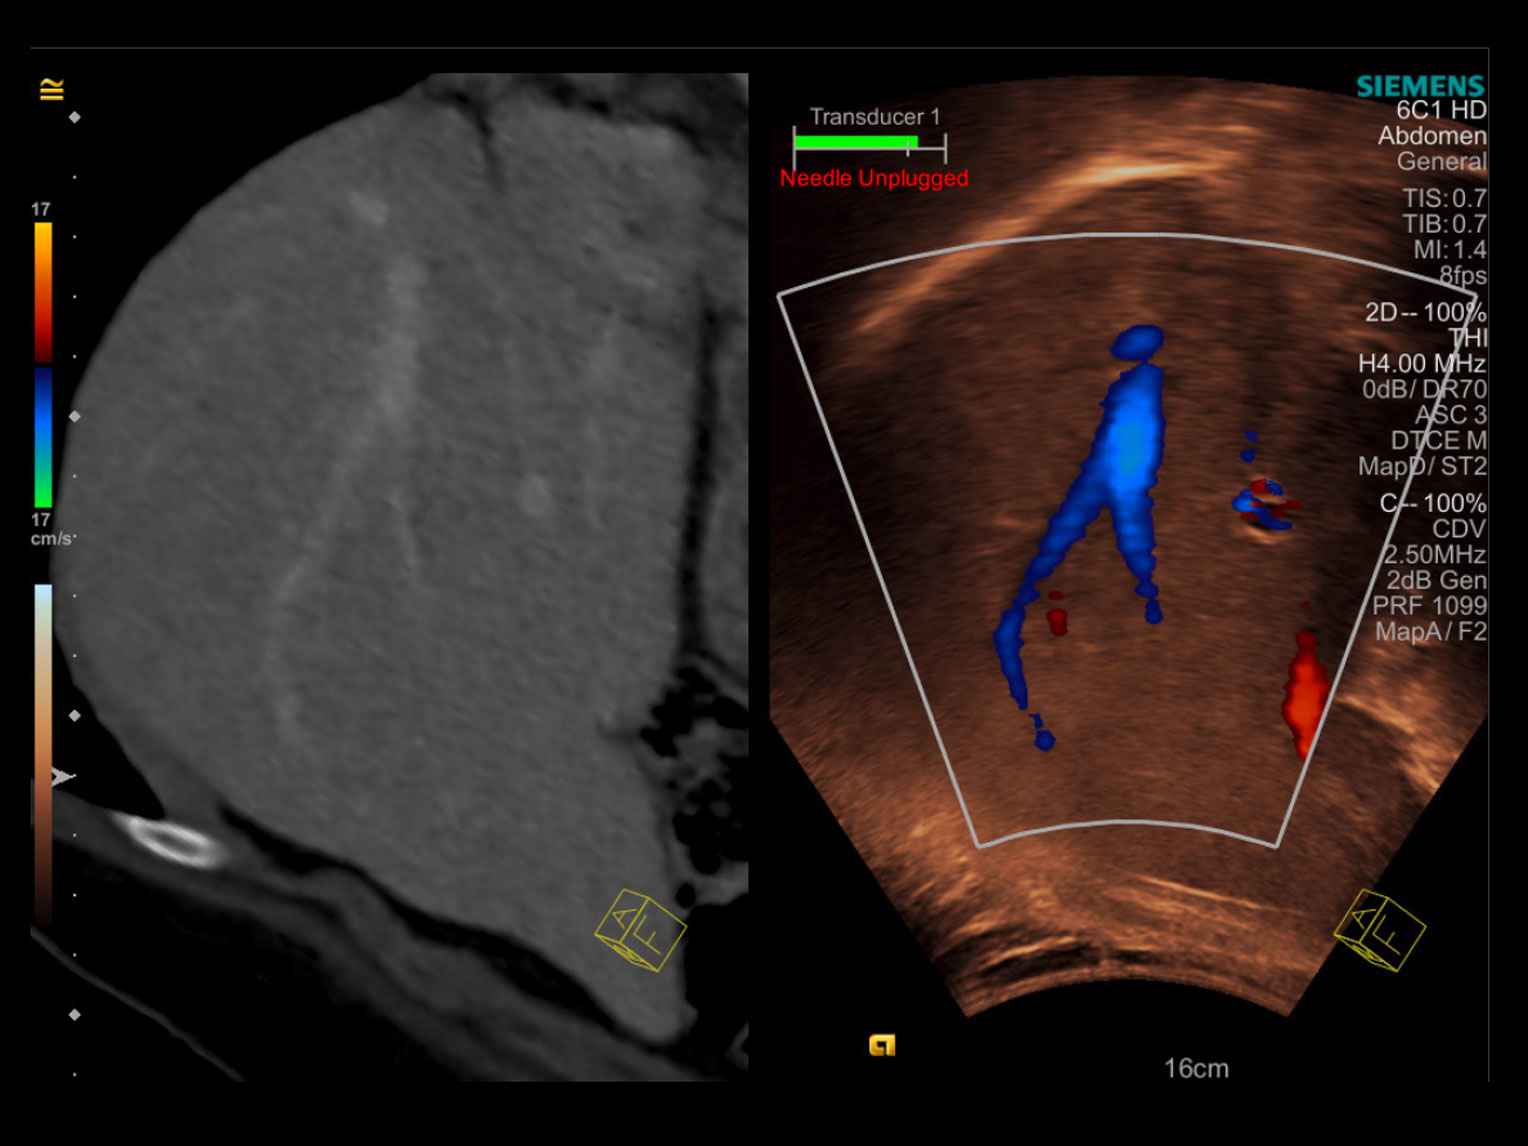 17
17
cm/s
Transducer 1
Needle Unplugged
SIEMENS
6C1 HD
Abdomen
General
TIS: 0.7
TIB: 0.7
MI: 1.4
8fps
2D -- 100%
THI
H4.00 MHz
0dB/ DR70
ASC 3
DTCE M
MapD/ ST2
C -- 100%
CDV
2.50MHz
2dB Gen
PRF 1099
MapA / F2
A
F
A
F
16cm